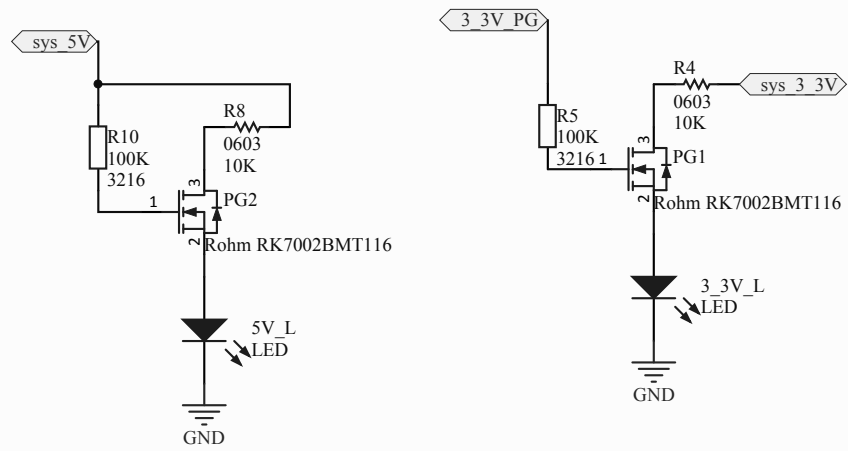 sys_5V
R10
100K
3216
R8
0603
10K
3
1
2
PG2
Rohm RK7002BMT116
5V_L
LED
GND
3_3V_PG
R5
100K
3216
R4
0603
10K
sys_3_3V
3
1
2
PG1
Rohm RK7002BMT116
3_3V_L
LED
GND